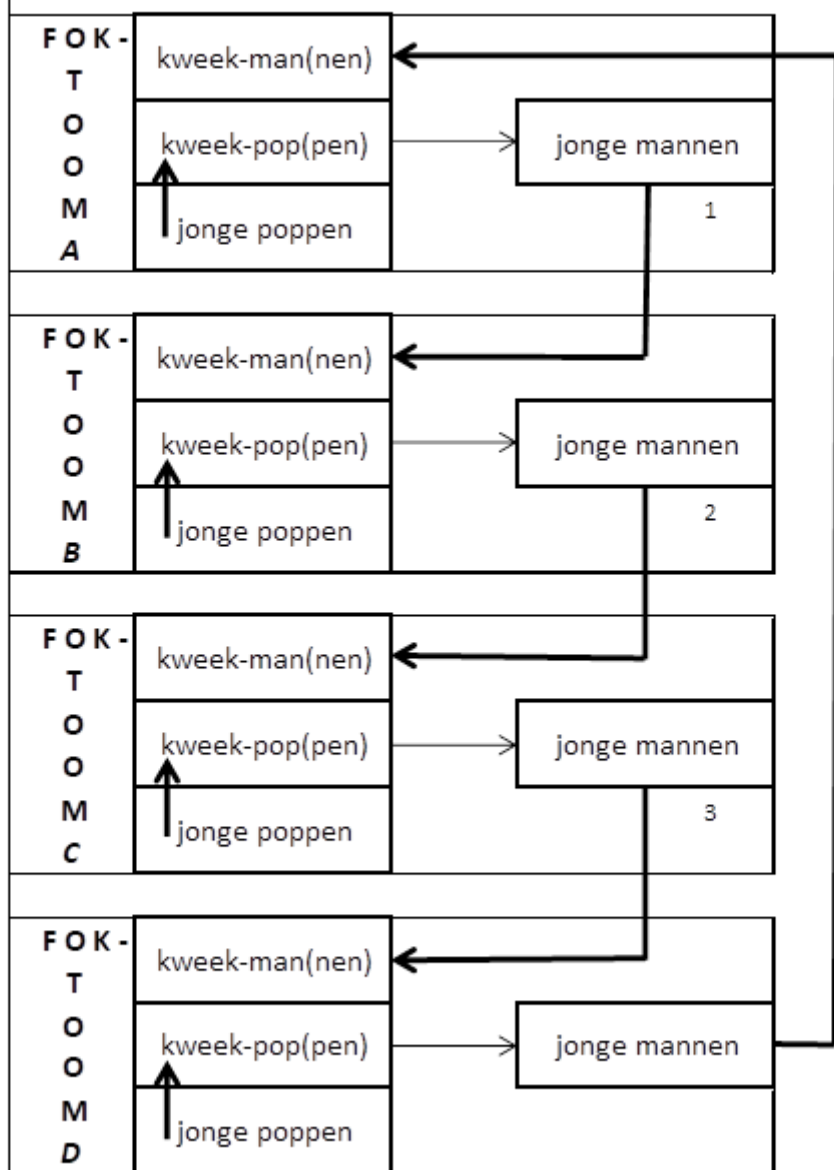 FOK-
T
O
O
M
A
kweek-man(nen)
kweek-pop(pen)
jonge poppen
jonge mannen
1
FOK-
T
O
O
M
B
kweek-man(nen)
kweek-pop(pen)
jonge poppen
jonge mannen
2
FOK-
T
O
O
M
C
kweek-man(nen)
kweek-pop(pen)
jonge poppen
jonge mannen
3
FOK-
T
O
O
M
D
kweek-man(nen)
kweek-pop(pen)
jonge poppen
jonge mannen